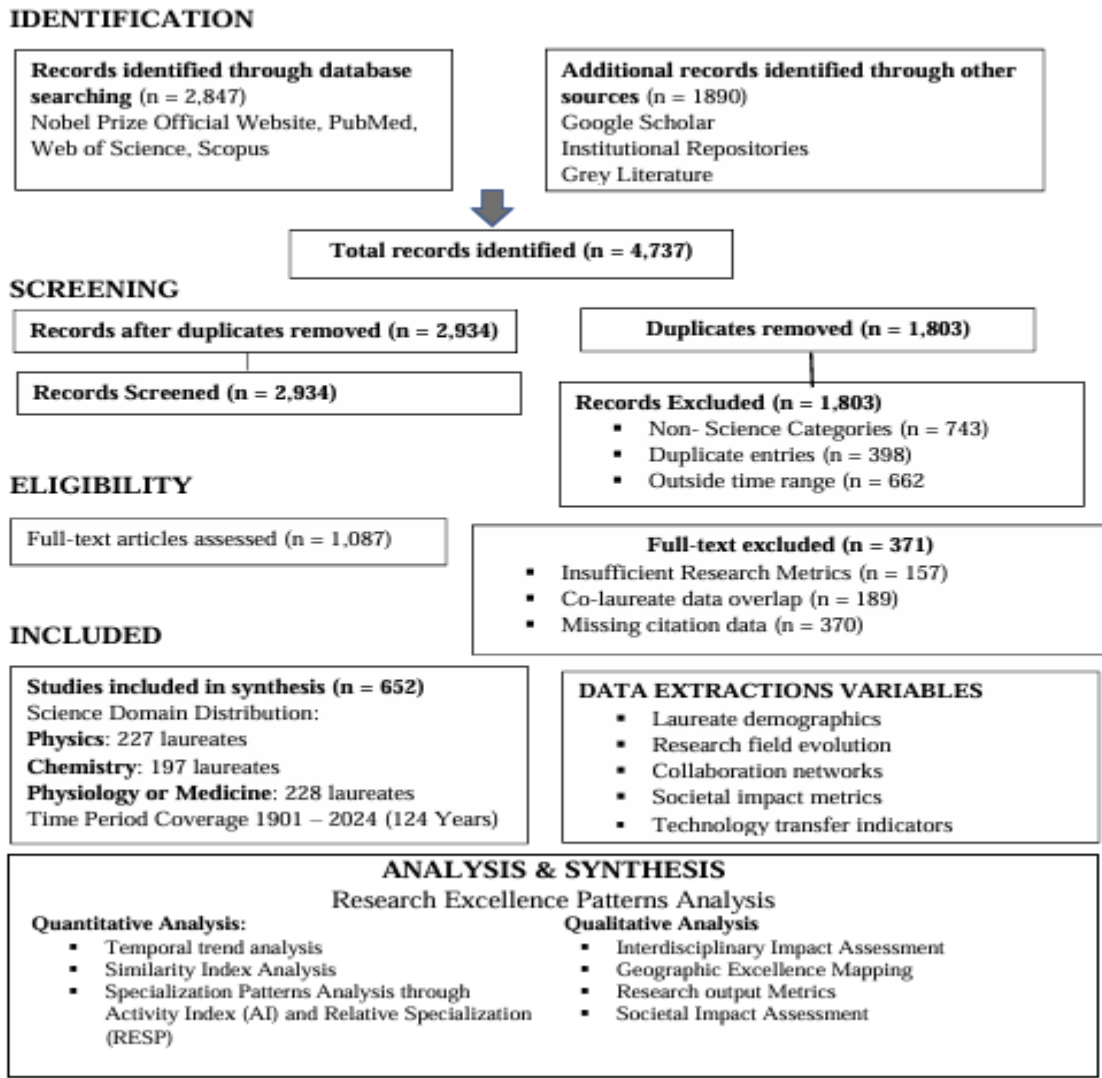 IDENTIFICATION
Records identified through database
searching (n = 2,847)
Nobel Prize Official Website, PubMed,
Web of Science, Scopus
Additional records identified through other
sources (n = 1890)
Google Scholar
Institutional Repositories
Grey Literature
Total records identified (n = 4,737)
SCREENING
Records after duplicates removed (n = 2,934)
Duplicates removed (n = 1,803)
Records Screened (n = 2,934)
Records Excluded (n = 1,803)
▪ Non- Science Categories (n = 743)
▪ Duplicate entries (n = 398)
▪ Outside time range (n = 662
ELIGIBILITY
Full-text articles assessed (n = 1,087)
Full-text excluded (n = 371)
▪ Insufficient Research Metrics (n = 157)
▪ Co-laureate data overlap (n = 189)
▪ Missing citation data (n = 370)
INCLUDED
Studies included in synthesis (n = 652)
Science Domain Distribution:
Physics: 227 laureates
Chemistry: 197 laureates
Physiology or Medicine: 228 laureates
Time Period Coverage 1901 – 2024 (124 Years)
DATA EXTRACTIONS VARIABLES
▪ Laureate demographics
▪ Research field evolution
▪ Collaboration networks
▪ Societal impact metrics
▪ Technology transfer indicators
ANALYSIS & SYNTHESIS
Research Excellence Patterns Analysis
Quantitative Analysis:
▪ Temporal trend analysis
▪ Similarity Index Analysis
▪ Specialization Patterns Analysis through
Activity Index (AI) and Relative Specialization
(RESP)
Qualitative Analysis
▪ Interdisciplinary Impact Assessment
▪ Geographic Excellence Mapping
▪ Research output Metrics
▪ Societal Impact Assessment